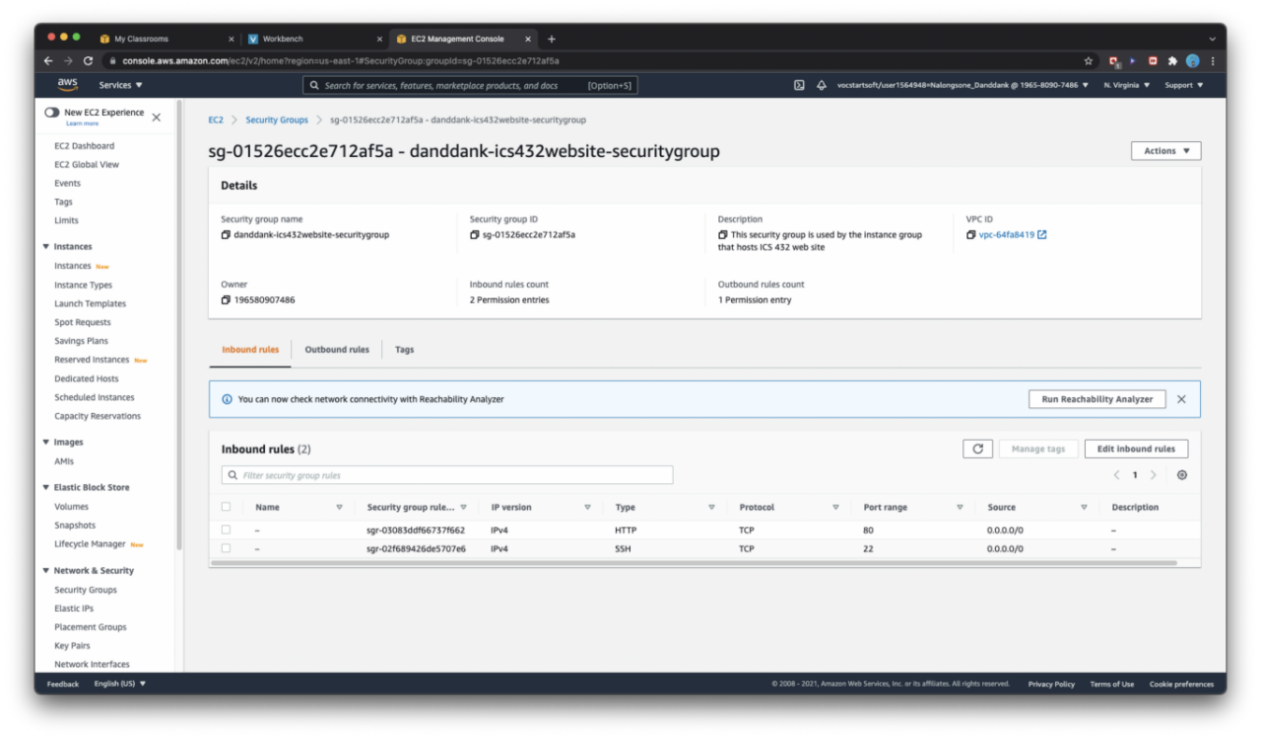 My Classrooms
Workbench
EC2 Management Console
console.aws.amazon.com/ec2/v2/home?region=us-east-1#SecurityGroup:groupId=sg-01526ecc2e712af5a
aws Services Search for services, features, marketplace products, and docs [Option+S] vocstartsoft/user1564948=Nalongsone_Danddank @ 1965-8090-7486 N. Virginia Support
New EC2 Experience
Learn more
EC2 Dashboard
EC2 Global View
Events
Tags
Limits
Instances
Instances New
Instance Types
Launch Templates
Spot Requests
Savings Plans
Reserved Instances New
Dedicated Hosts
Scheduled Instances
Capacity Reservations
Images
AMIs
Elastic Block Store
Volumes
Snapshots
Lifecycle Manager New
Network & Security
Security Groups
Elastic IPs
Placement Groups
Key Pairs
Network Interfaces
EC2 > Security Groups > sg-01526ecc2e712af5a - danddank-ics432website-securitygroup
sg-01526ecc2e712af5a - danddank-ics432website-securitygroup
Actions
Details
Security group name
danddank-ics432website-securitygroup
Security group ID
sg-01526ecc2e712af5a
Description
This security group is used by the instance group
that hosts ICS 432 web site
VPC ID
vpc-64fa8419
Owner
196580907486
Inbound rules count
2 Permission entries
Outbound rules count
1 Permission entry
Inbound rules Outbound rules Tags
You can now check network connectivity with Reachability Analyzer Run Reachability Analyzer
Inbound rules (2) Manage tags Edit inbound rules
Filter security group rules
1
Name Security group rule... IP version Type Protocol Port range Source Description
– sgr-03083ddf66737f662 IPv4 HTTP TCP 80 0.0.0.0/0 –
– sgr-02f689426de5707e6 IPv4 SSH TCP 22 0.0.0.0/0 –
Feedback English (US) © 2008 - 2021, Amazon Web Services, Inc. or its affiliates. All rights reserved. Privacy Policy Terms of Use Cookie preferences